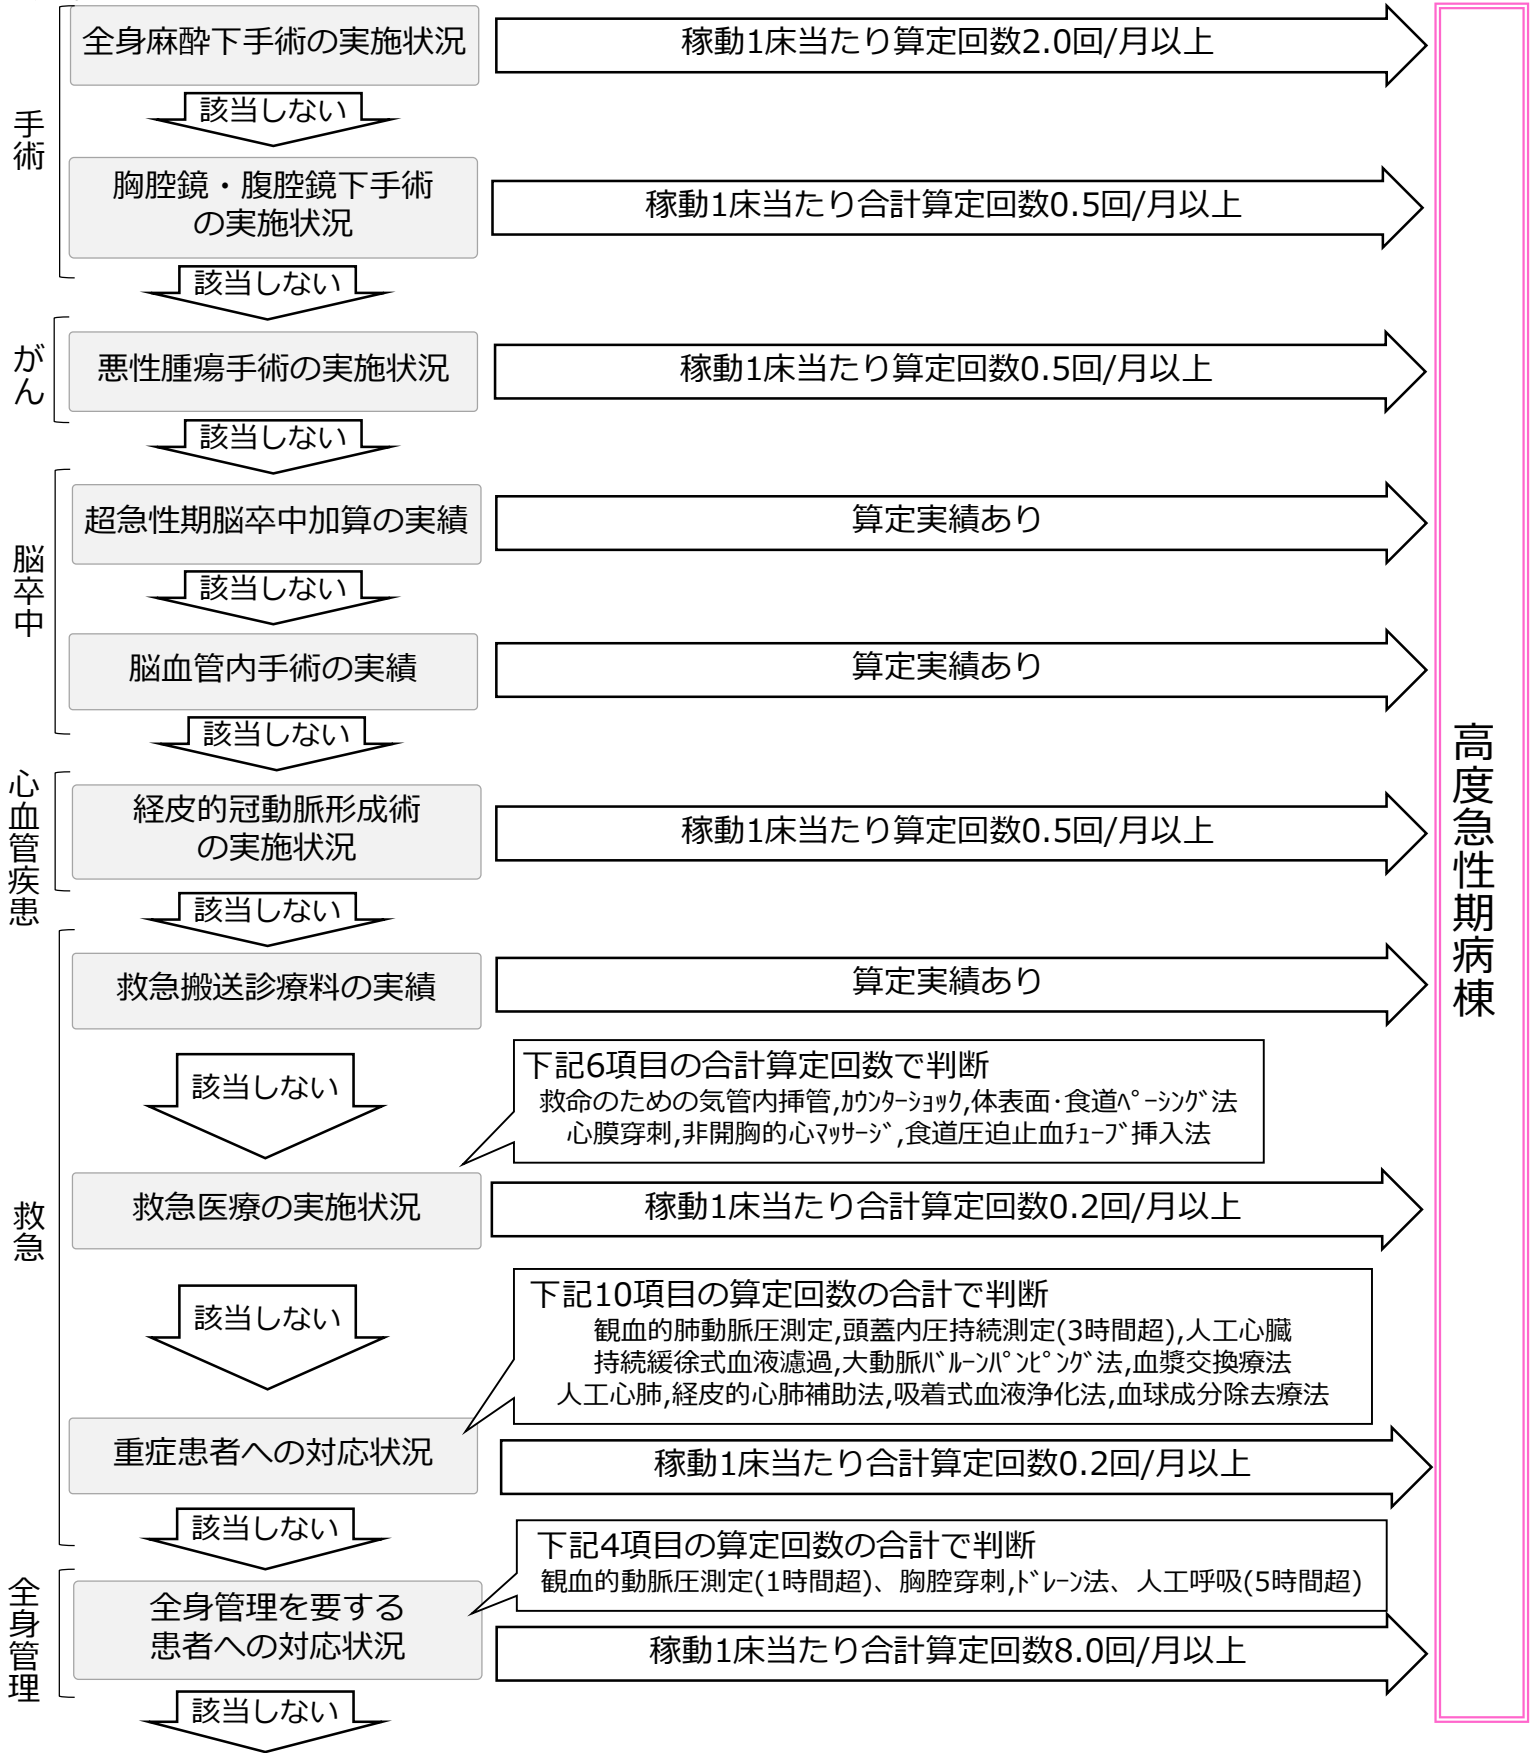 手術
全身麻酔下手術の実施状況
稼動1床当たり算定回数2.0回/月以上
該当しない
胸腔鏡・腹腔鏡下手術
の実施状況
稼動1床当たり合計算定回数0.5回/月以上
該当しない
がん
悪性腫瘍手術の実施状況
稼動1床当たり算定回数0.5回/月以上
該当しない
脳卒中
超急性期脳卒中加算の実績
算定実績あり
該当しない
脳血管内手術の実績
算定実績あり
該当しない
心血管疾患
経皮的冠動脈形成術
の実施状況
稼動1床当たり算定回数0.5回/月以上
該当しない
救急
救急搬送診療料の実績
算定実績あり
該当しない
下記6項目の合計算定回数で判断
救命のための気管内挿管,ｶｳﾝﾀｰｼｮｯｸ,体表面･食道ﾍﾟｰｼﾝｸﾞ法
心膜穿刺,非開胸的心ﾏｯｻｰｼﾞ,食道圧迫止血ﾁｭｰﾌﾞ挿入法
救急医療の実施状況
稼動1床当たり合計算定回数0.2回/月以上
該当しない
下記10項目の算定回数の合計で判断
観血的肺動脈圧測定,頭蓋内圧持続測定(3時間超),人工心臓
持続緩徐式血液濾過,大動脈ﾊﾞﾙｰﾝﾊﾟﾝﾋﾟﾝｸﾞ法,血漿交換療法
人工心肺,経皮的心肺補助法,吸着式血液浄化法,血球成分除去療法
重症患者への対応状況
稼動1床当たり合計算定回数0.2回/月以上
該当しない
全身管理
下記4項目の算定回数の合計で判断
観血的動脈圧測定(1時間超)、胸腔穿刺,ﾄﾞﾚｰﾝ法、人工呼吸(5時間超)
全身管理を要する
患者への対応状況
稼動1床当たり合計算定回数8.0回/月以上
該当しない
高度急性期病棟